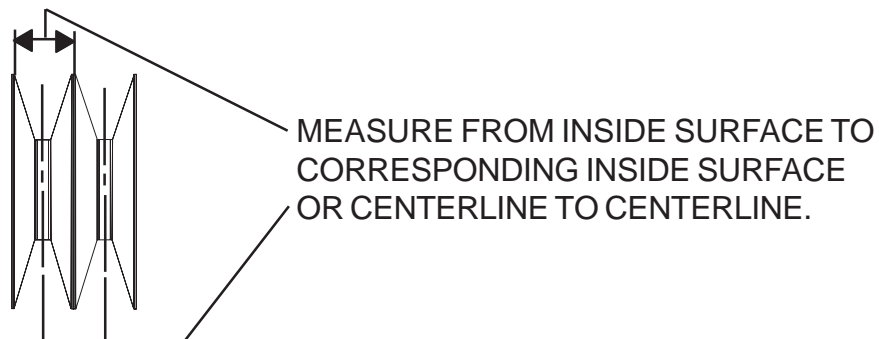 MEASURE FROM INSIDE SURFACE TO
CORRESPONDING INSIDE SURFACE
OR CENTERLINE TO CENTERLINE.